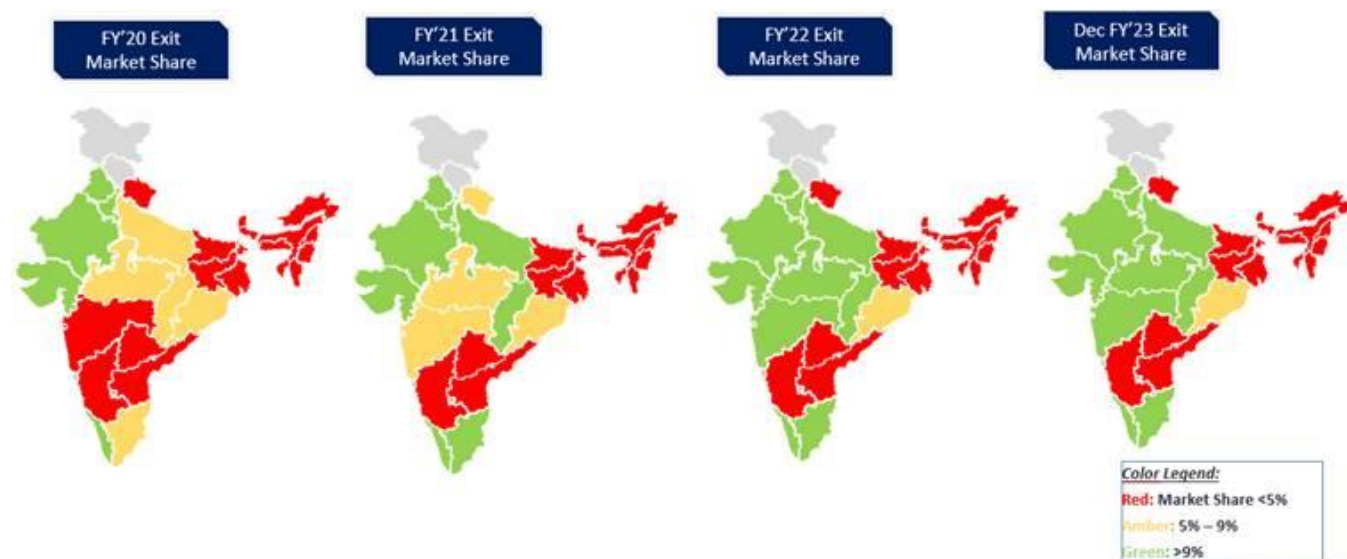 FY'20 Exit
Market Share
FY'21 Exit
Market Share
FY'22 Exit
Market Share
Dec FY'23 Exit
Market Share
Color Legend:
Red: Market Share <5%
Amber: 5% – 9%
Green: >9%